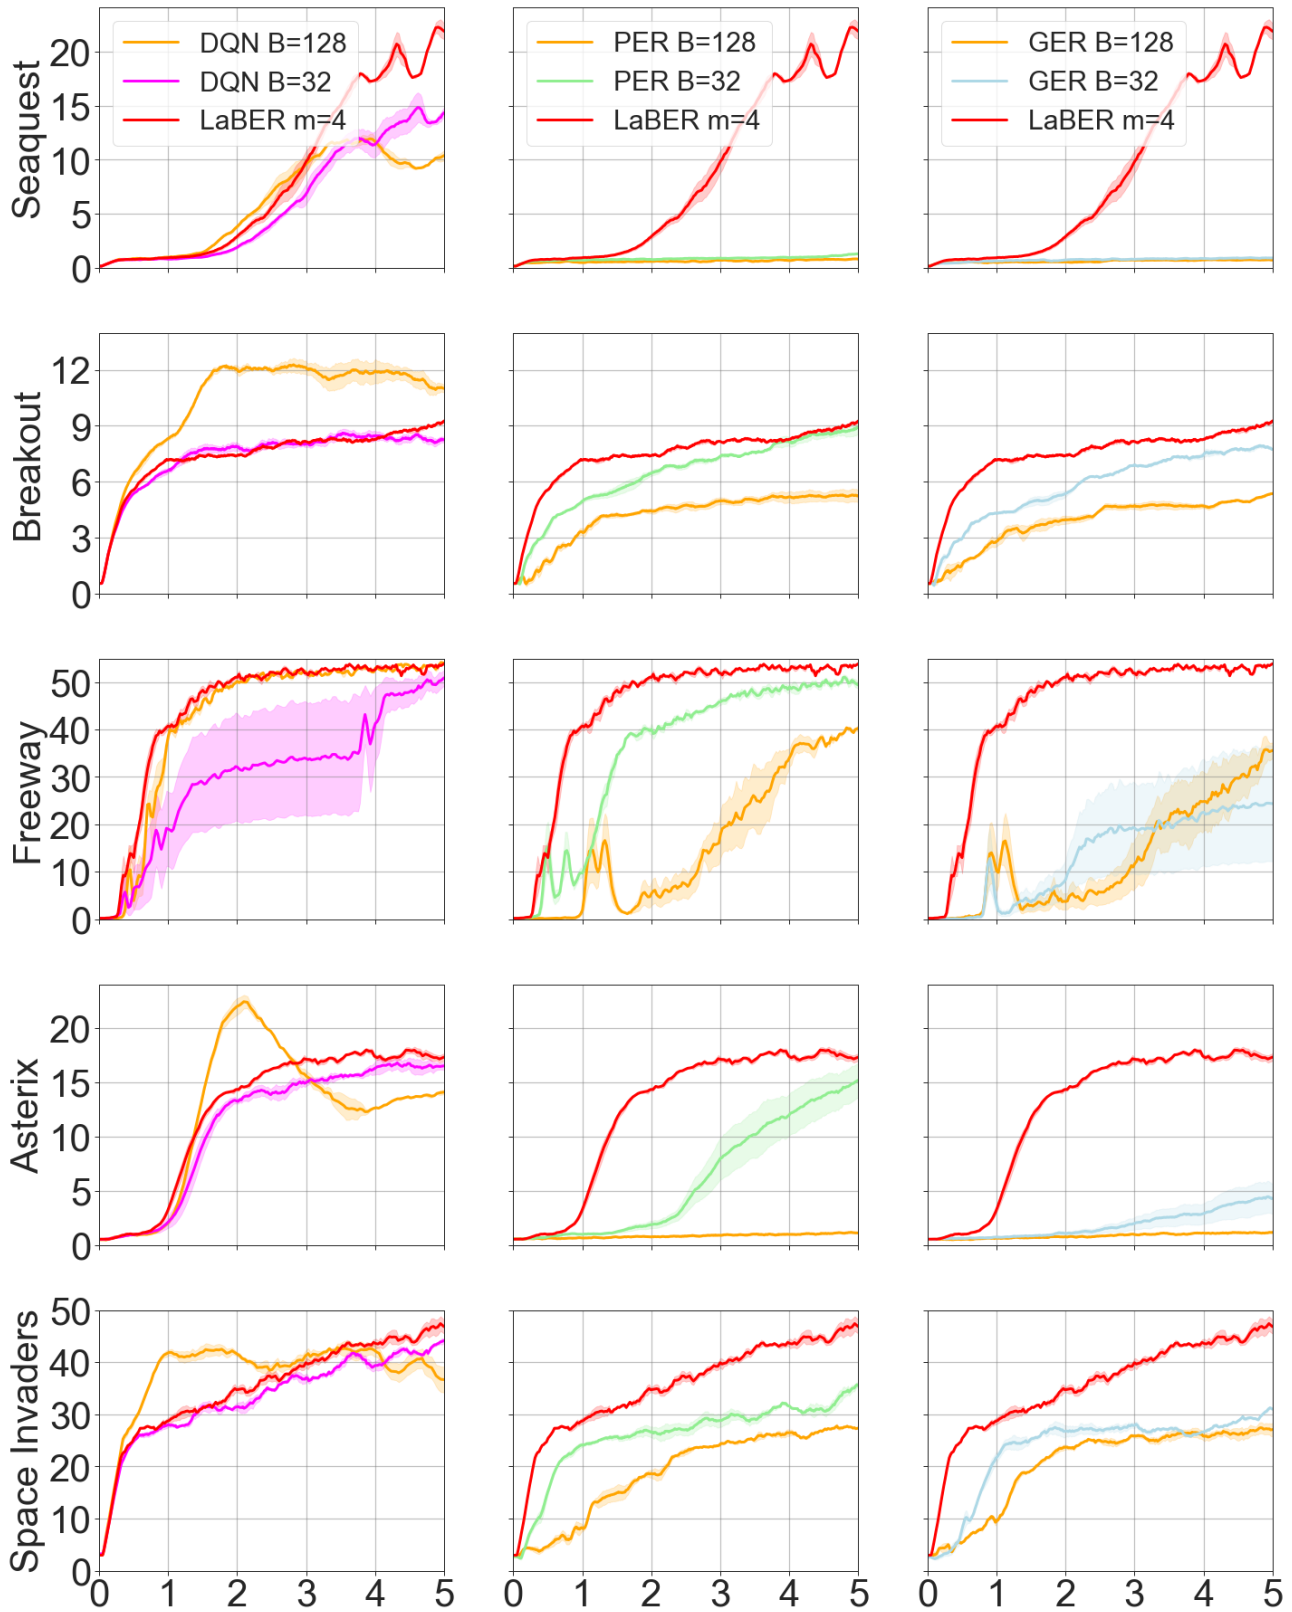 Seaquest
20
15
10
5
0
DQN B=128
DQN B=32
LaBER m=4
PER B=128
PER B=32
LaBER m=4
GER B=128
GER B=32
LaBER m=4
Breakout
12
9
6
3
0
Freeway
50
40
30
20
10
0
Asterix
20
15
10
5
0
Space Invaders
50
40
30
20
10
0
0 1 2 3 4 5
0 1 2 3 4 5
0 1 2 3 4 5